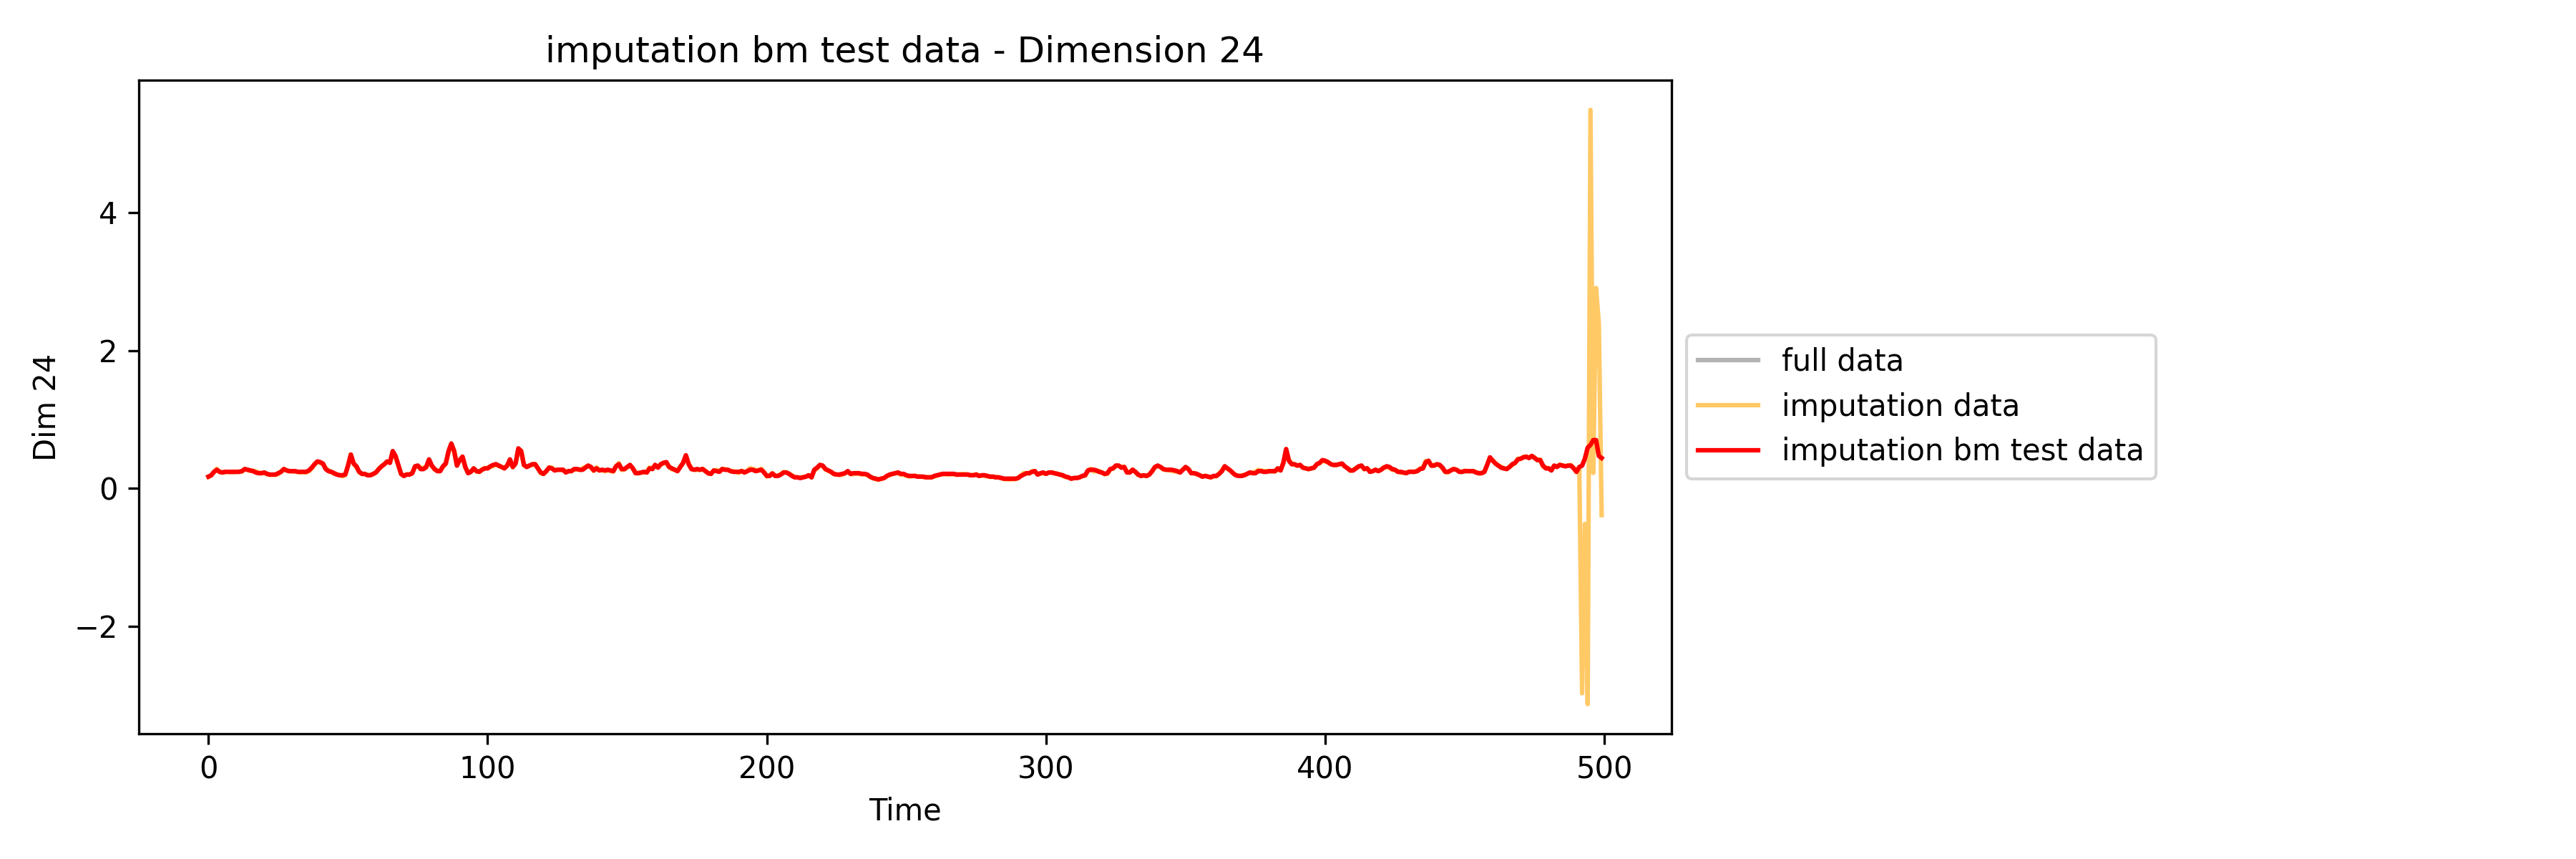 imputation bm test data - Dimension 24
Dim 24
4
2
0
−2
0 100 200 300 400 500
Time
full data
imputation data
imputation bm test data